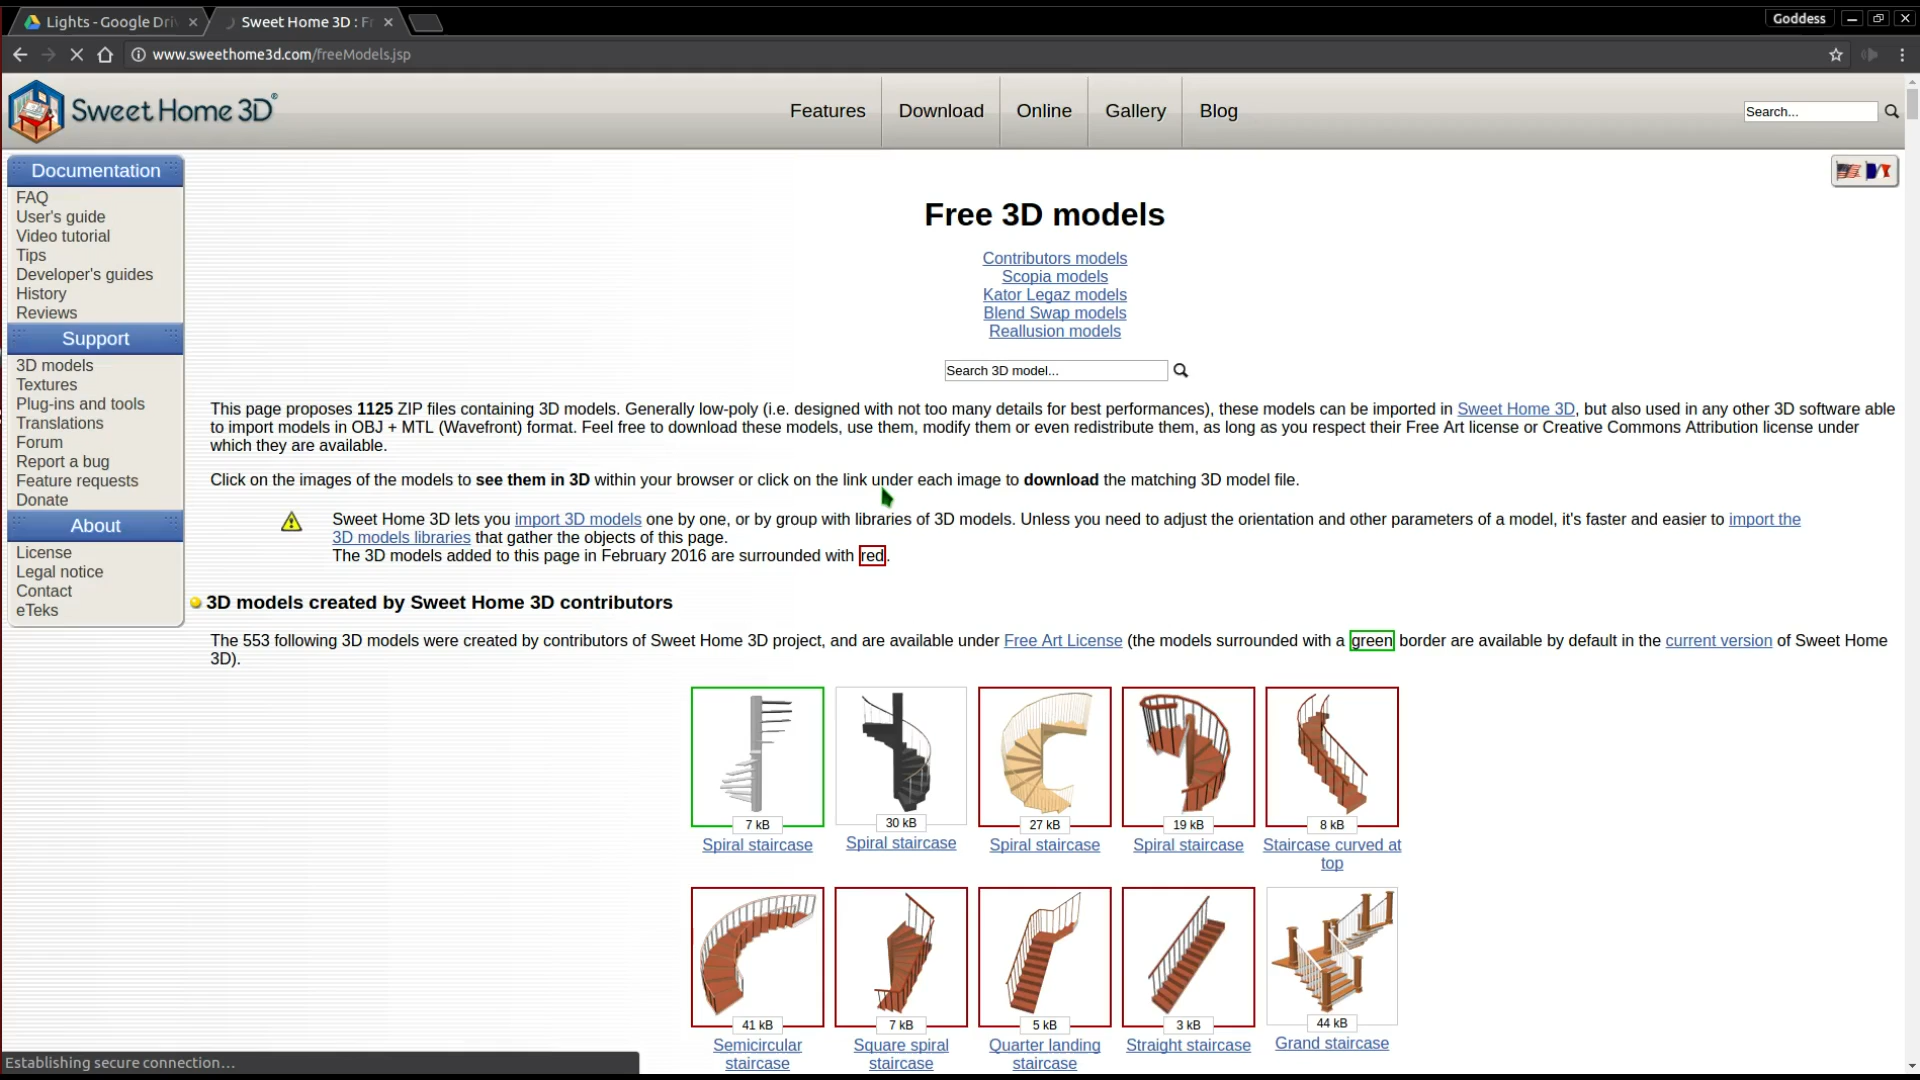 Lights - Google Dri
Sweet Home 3D : Fr
Goddess
www.sweethome3d.com/freeModels.jsp
Sweet Home 3D®
Features
Download
Online
Gallery
Blog
Search...
Documentation
FAQ
User's guide
Video tutorial
Tips
Developer's guides
History
Reviews
Support
3D models
Textures
Plug-ins and tools
Translations
Forum
Report a bug
Feature requests
Donate
About
License
Legal notice
Contact
eTeks
Free 3D models
Contributors models
Scopia models
Kator Legaz models
Blend Swap models
Reallusion models
Search 3D model...
This page proposes 1125 ZIP files containing 3D models. Generally low-poly (i.e. designed with not too many details for best performances), these models can be imported in Sweet Home 3D, but also used in any other 3D software able
to import models in OBJ + MTL (Wavefront) format. Feel free to download these models, use them, modify them or even redistribute them, as long as you respect their Free Art license or Creative Commons Attribution license under
which they are available.
Click on the images of the models to see them in 3D within your browser or click on the link under each image to download the matching 3D model file.
Sweet Home 3D lets you import 3D models one by one, or by group with libraries of 3D models. Unless you need to adjust the orientation and other parameters of a model, it's faster and easier to import the
3D models libraries that gather the objects of this page.
The 3D models added to this page in February 2016 are surrounded with red.
3D models created by Sweet Home 3D contributors
The 553 following 3D models were created by contributors of Sweet Home 3D project, and are available under Free Art License (the models surrounded with a green border are available by default in the current version of Sweet Home
3D).
7 kB
30 kB
27 kB
19 kB
8 kB
Spiral staircase
Spiral staircase
Spiral staircase
Spiral staircase
Staircase curved at
top
41 kB
7 kB
5 kB
3 kB
44 kB
Semicircular
staircase
Square spiral
staircase
Quarter landing
staircase
Straight staircase
Grand staircase
Establishing secure connection...